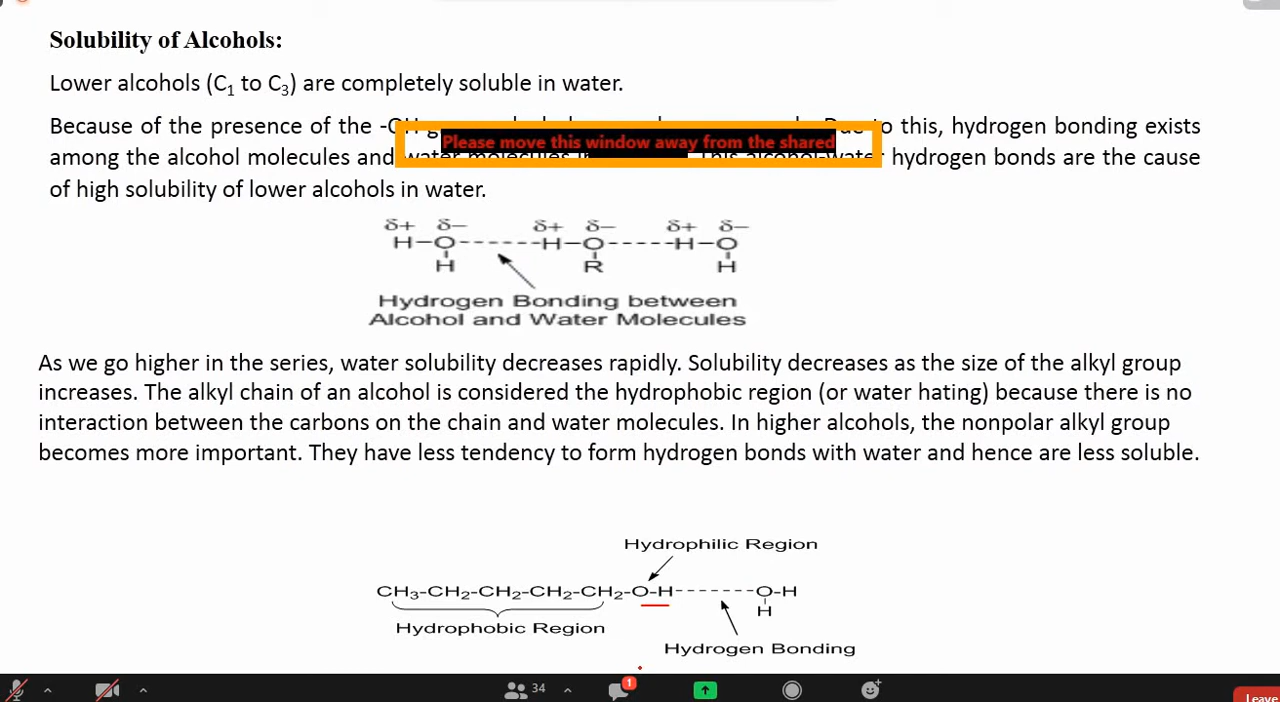 Solubility of Alcohols:
Lower alcohols (C₁ to C₃) are completely soluble in water.
Because of the presence of the -OH to this, hydrogen bonding exists
Please move this window away from the shared
among the alcohol molecules and water molecules This alcohol-water hydrogen bonds are the cause
of high solubility of lower alcohols in water.
δ+ δ– δ+ δ– δ+ δ–
H–O------H–O-----H–O
H R H
Hydrogen Bonding between
Alcohol and Water Molecules
As we go higher in the series, water solubility decreases rapidly. Solubility decreases as the size of the alkyl group
increases. The alkyl chain of an alcohol is considered the hydrophobic region (or water hating) because there is no
interaction between the carbons on the chain and water molecules. In higher alcohols, the nonpolar alkyl group
becomes more important. They have less tendency to form hydrogen bonds with water and hence are less soluble.
Hydrophilic Region
CH₃-CH₂-CH₂-CH₂-CH₂-O-H-------O-H
H
Hydrophobic Region
Hydrogen Bonding
34
1
Leave